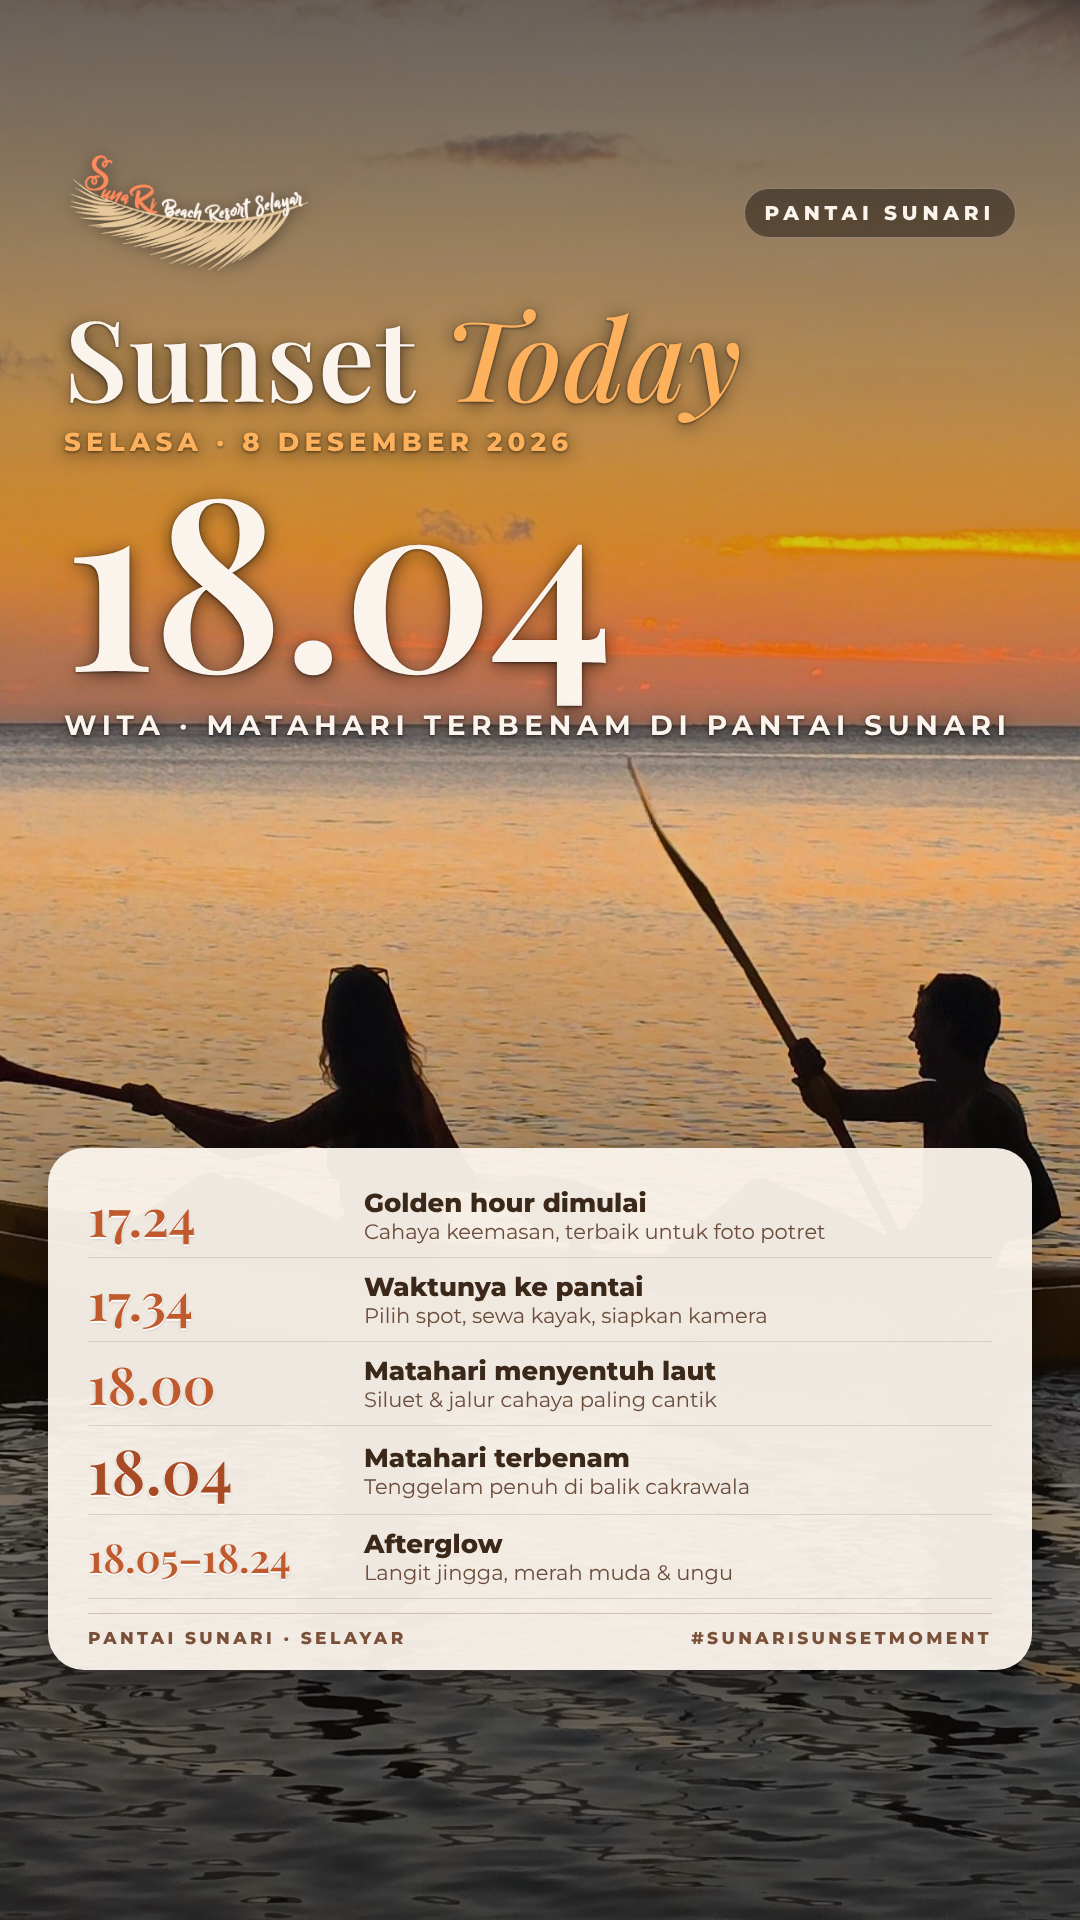 SunaRi Beach Resort Selayar
PANTAI SUNARI
Sunset Today
SELASA · 8 DESEMBER 2026
18.04
WITA · MATAHARI TERBENAM DI PANTAI SUNARI
17.24
Golden hour dimulai
Cahaya keemasan, terbaik untuk foto potret
17.34
Waktunya ke pantai
Pilih spot, sewa kayak, siapkan kamera
18.00
Matahari menyentuh laut
Siluet & jalur cahaya paling cantik
18.04
Matahari terbenam
Tenggelam penuh di balik cakrawala
18.05–18.24
Afterglow
Langit jingga, merah muda & ungu
PANTAI SUNARI · SELAYAR
#SUNARISUNSETMOMENT